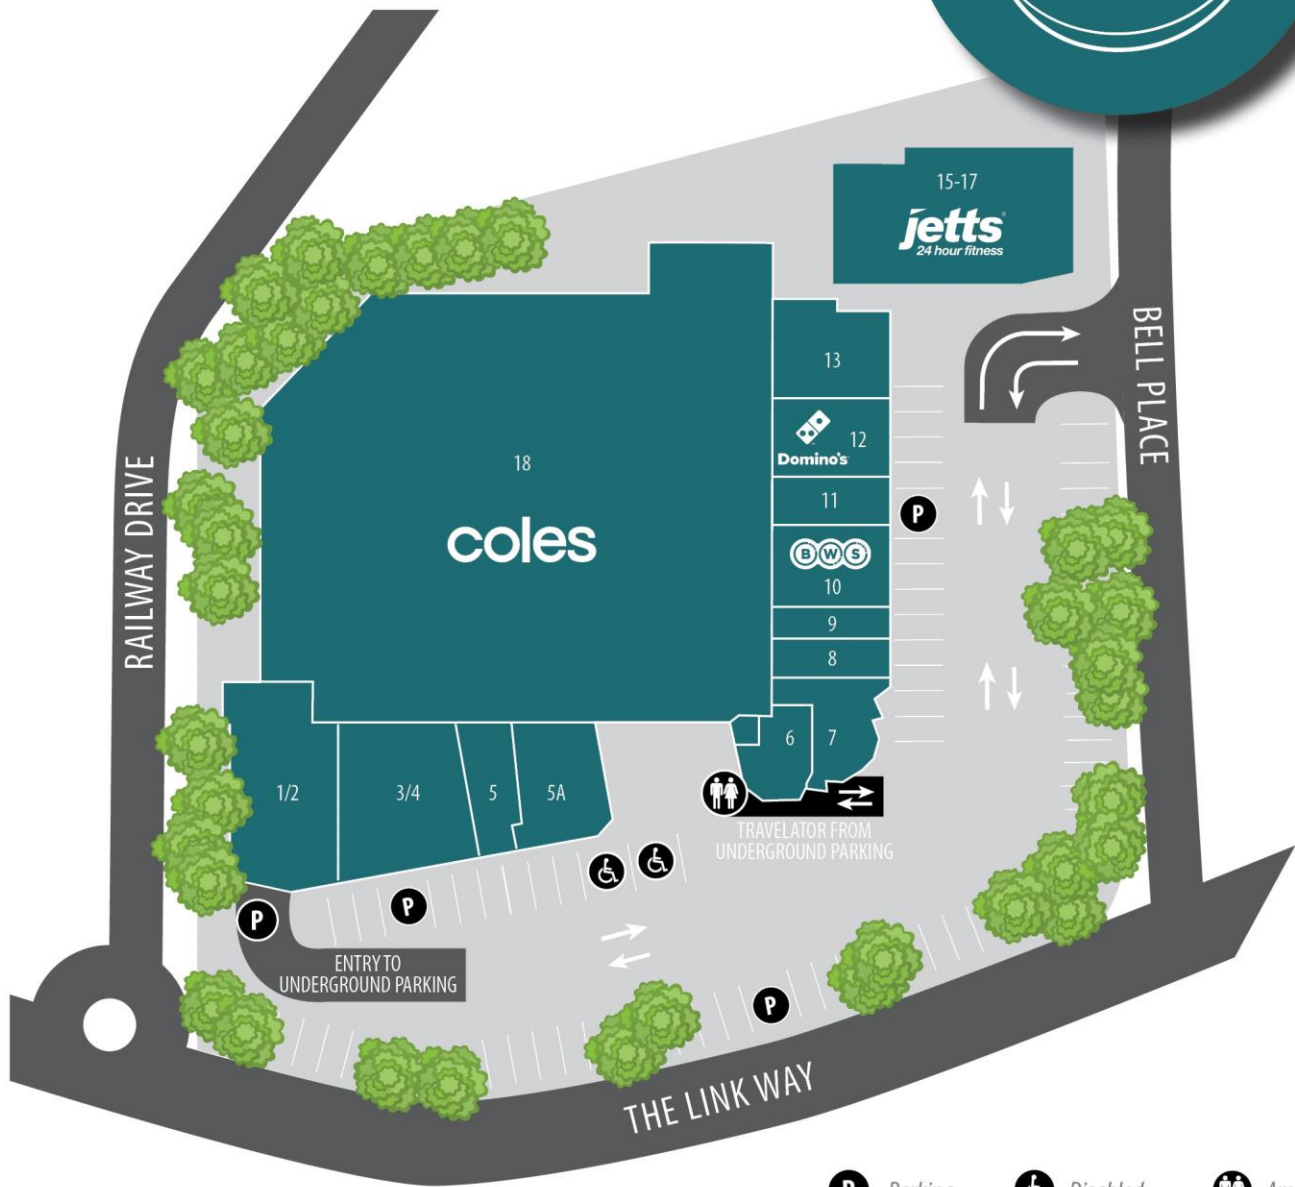 15-17
jetts
24 hour fitness
BELL PLACE
13
12
Domino's
11
P
BWS
10
9
8
18
coles
RAILWAY DRIVE
6
7
1/2
3/4
5
5A
TRAVELATOR FROM
UNDERGROUND PARKING
P
P
ENTRY TO
UNDERGROUND PARKING
P
THE LINK WAY
P